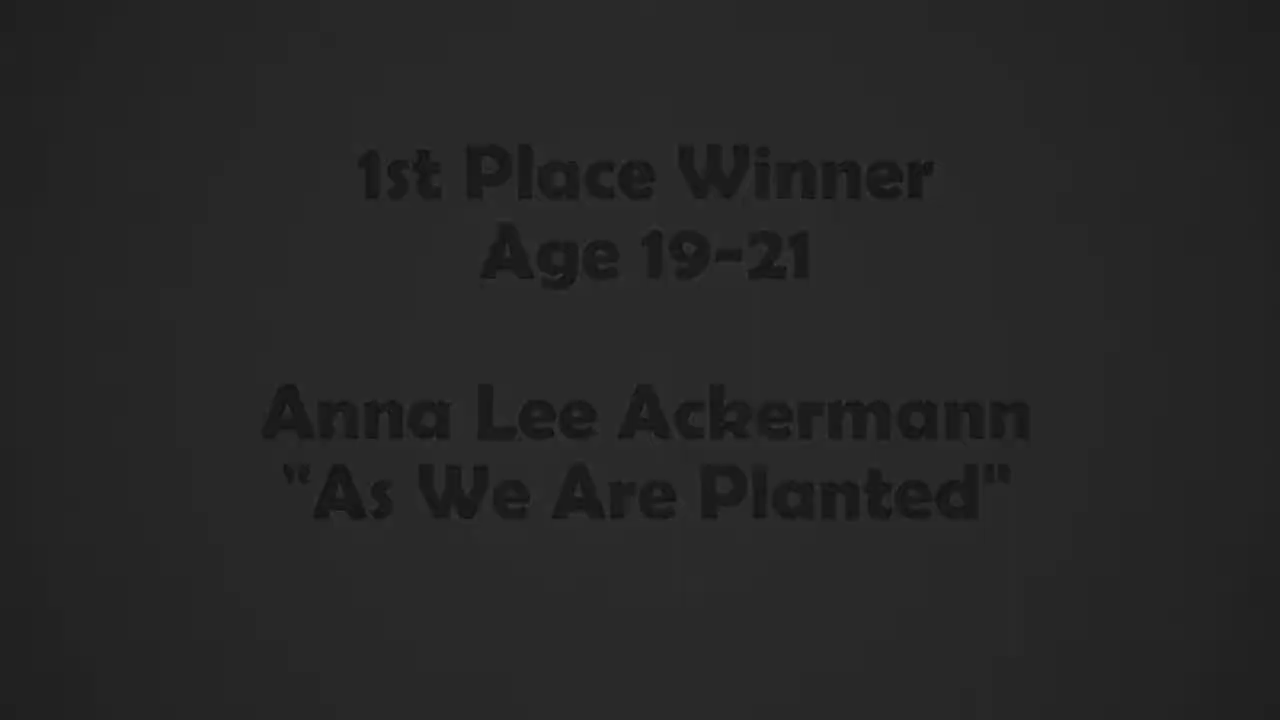 1st Place Winner
Age 19-21
Anna Lee Ackermann
"As We Are Planted"